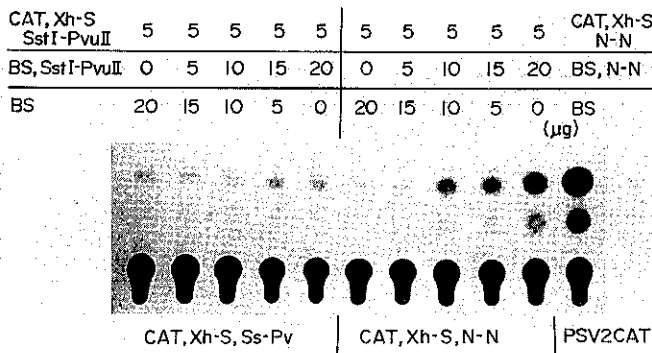 CAT, Xh-S
SstI-PvuII 5 5 5 5 5 5 5 5 5 5 CAT, Xh-S
N-N
BS, SstI-PvuII 0 5 10 15 20 0 5 10 15 20 BS, N-N
BS 20 15 10 5 0 20 15 10 5 0 BS
(μg)
CAT, Xh-S, Ss-Pv CAT, Xh-S, N-N PSV2CAT